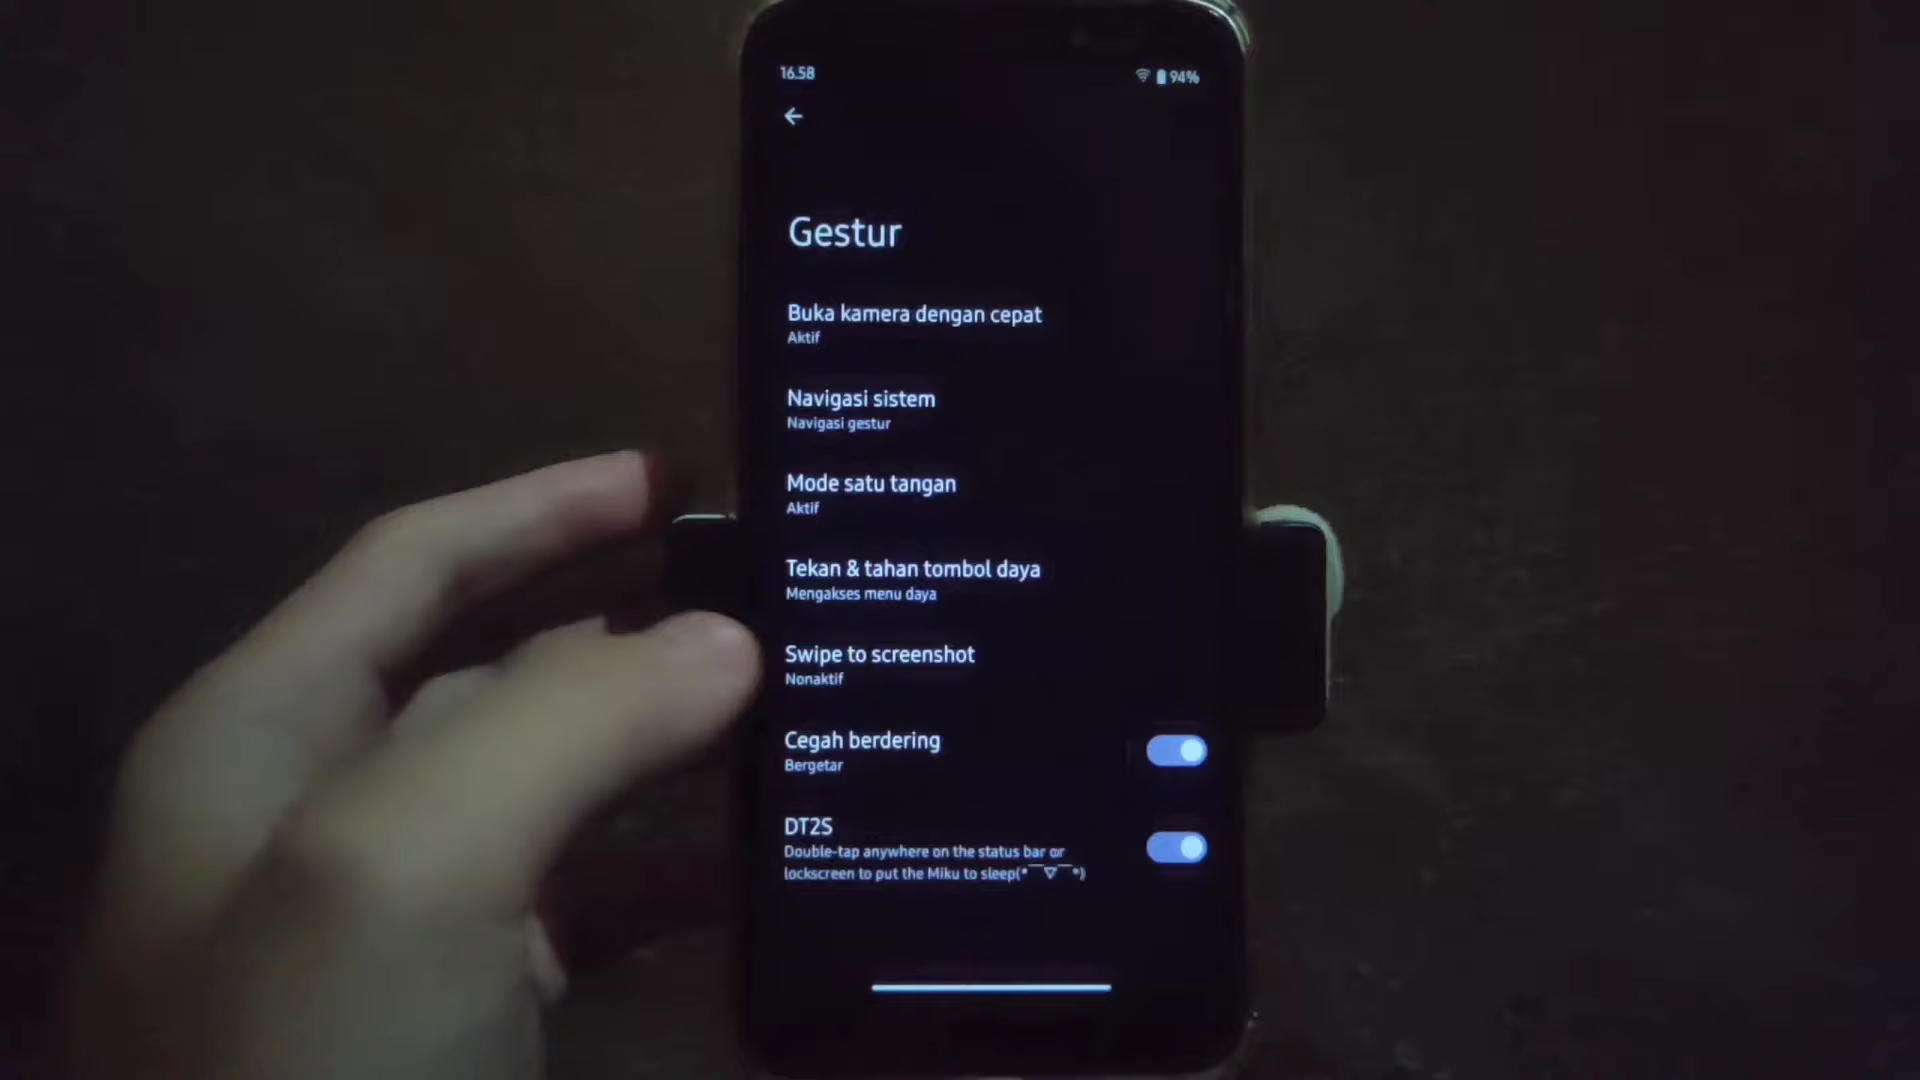 16.58
94%
Gestur
Buka kamera dengan cepat
Aktif
Navigasi sistem
Navigasi gestur
Mode satu tangan
Aktif
Tekan & tahan tombol daya
Mengakses menu daya
Swipe to screenshot
Nonaktif
Cegah berdering
Bergetar
DT2S
Double-tap anywhere on the status bar or
lockscreen to put the Miku to sleep(*￣▽￣*)